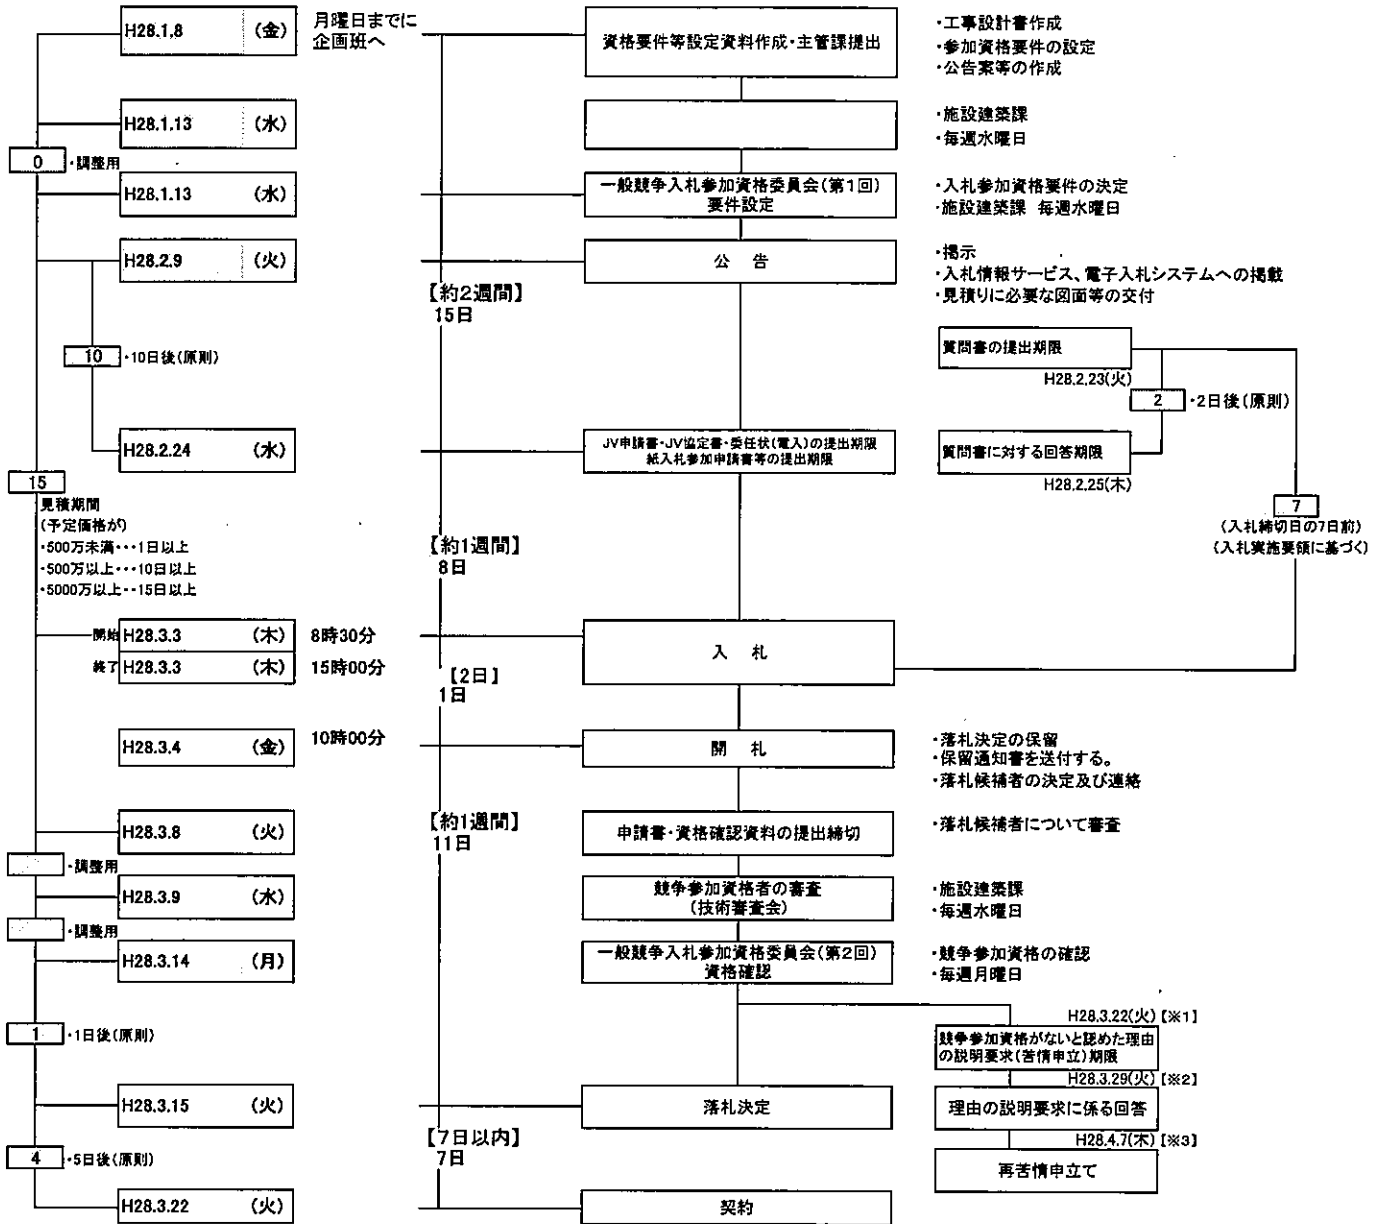 H28.1.8 (金)
月曜日までに
企画班へ
資格要件等設定資料作成・主管課提出
・工事設計書作成
・参加資格要件の設定
・公告案等の作成
H28.1.13 (水)
・施設建築課
・毎週水曜日
0 ・調整用
H28.1.13 (水)
一般競争入札参加資格委員会(第1回)
要件設定
・入札参加資格要件の決定
・施設建築課 毎週水曜日
H28.2.9 (火)
公 告
・掲示
・入札情報サービス、電子入札システムへの掲載
・見積りに必要な図面等の交付
【約2週間】
15日
10 ・10日後(原則)
質問書の提出期限
H28.2.23(火)
2 ・2日後(原則)
H28.2.24 (水)
JV申請書・JV協定書・委任状(電入)の提出期限
紙入札参加申請書等の提出期限
質問書に対する回答期限
H28.2.25(木)
15
見積期間
(予定価格が)
・500万未満・・・1日以上
・500万以上・・・10日以上
・5000万以上・・15日以上
7
(入札締切日の7日前)
(入札実施要領に基づく)
【約1週間】
8日
開始 H28.3.3 (木) 8時30分
終了 H28.3.3 (木) 15時00分
入 札
【2日】
1日
H28.3.4 (金) 10時00分
開 札
・落札決定の保留
・保留通知書を送付する。
・落札候補者の決定及び連絡
【約1週間】
11日
H28.3.8 (火)
申請書・資格確認資料の提出締切
・落札候補者について審査
・調整用
H28.3.9 (水)
競争参加資格者の審査
(技術審査会)
・施設建築課
・毎週水曜日
・調整用
H28.3.14 (月)
一般競争入札参加資格委員会(第2回)
資格確認
・競争参加資格の確認
・毎週月曜日
1 ・1日後(原則)
H28.3.22(火)【※1】
競争参加資格がないと認めた理由
の説明要求(苦情申立)期限
H28.3.29(火)【※2】
H28.3.15 (火)
落札決定
理由の説明要求に係る回答
【7日以内】
7日
H28.4.7(木)【※3】
4 ・5日後(原則)
再苦情申立て
H28.3.22 (火)
契約